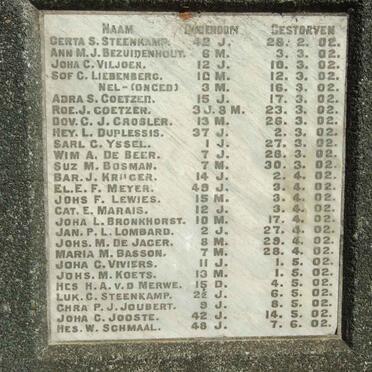 NAAM OUDERDOM GESTORVEN
GERTA S. STEENKAMP. 42 J. 28. 2. 02.
ANN M. J. BEZUIDENHOUT. 6 M. 3. 3. 02.
JOHA C. VILJOEN. 12 J. 10. 3. 02.
SOF C. LIEBENBERG. 10 M. 12. 3. 02.
NEL-(ONGED) 3 M. 16. 3. 02.
ADRA S. COETZER. 15 J. 17. 3. 02.
ROE. J. COETZER. 3 J. 8 M. 23. 3. 02.
DOV. C. J. CROGLER. 13 M. 26. 3. 02.
HEY. L. DUPLESSIS. 37 J. 2. 3. 02.
SARL C. YSSEL. 1 J. 27. 3. 02.
WIM A. DE BEER. 7 J. 28. 3. 02.
SUZ M. BOSMAN. 7 M. 30. 3. 02.
BAR. J. KRUGER 14 J. 2. 4. 02.
EL. E. F. MEYER. 49 J. 3. 4. 02.
JOHS F. LEWIES. 15 M. 3. 4. 02.
CAT. E. MARAIS. 12 J. 3. 4. 02.
JOHA L. BRONKHORST. 10 M. 17. 4. 02.
JAN. P. L. LOMBARD. 2 J. 27. 4. 02.
JOHS. M. DE JAGER. 8 M. 29. 4. 02.
MARIA M. BASSON. 7 M. 28. 4. 02.
JOHA C. VIVIERS. 11 J. 1. 5. 02.
JOHS. M. KOETS. 13 M. 1. 5. 02.
HES H. A. V. D MERWE. 15 D. 4. 5. 02.
LUK. C. STEENKAMP. 2½ J. 6. 5. 02.
CHRA P. J. JOUBERT. 9 J. 8. 5. 02.
JOHA C. JOOSTE. 42 J. 14. 5. 02.
HES. W. SCHMAAL. 48 J. 7. 6. 02.